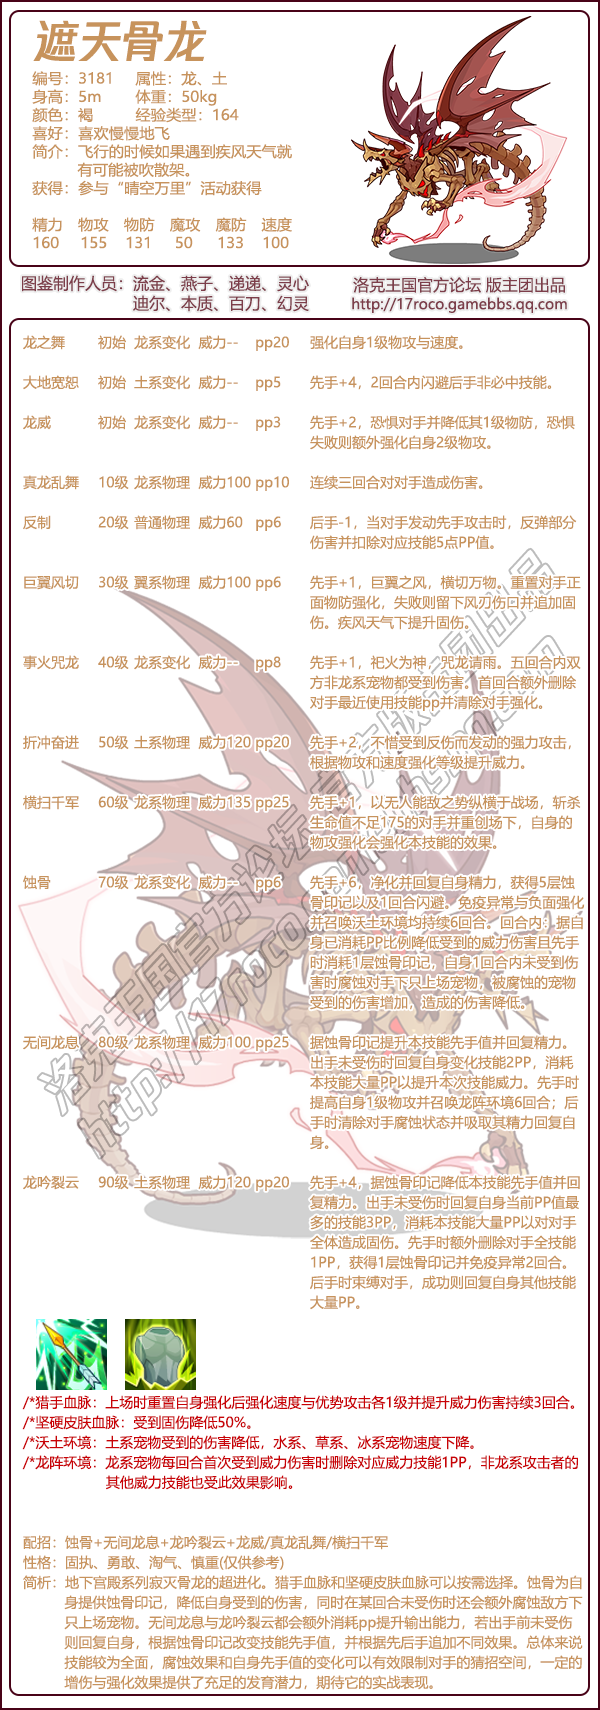 遮天骨龙
编号：3181 属性：龙、土
身高：5m 体重：50kg
颜色：褐 经验类型：164
喜好：喜欢慢慢地飞
简介：飞行的时候如果遇到疾风天气就
有可能被吹散架。
获得：参与“晴空万里”活动获得
精力 物攻 物防 魔攻 魔防 速度
160 155 131 50 133 100
图鉴制作人员：流金、燕子、递递、灵心
迪尔、本质、百刀、幻灵
洛克王国官方论坛 版主团出品
http://17roco.gamebbs.qq.com
龙之舞 初始 龙系变化 威力-- pp20 强化自身1级物攻与速度。
大地宽恕 初始 土系变化 威力-- pp5 先手+4，2回合内闪避后手非必中技能。
龙威 初始 龙系变化 威力-- pp3 先手+2，恐惧对手并降低其1级物防，恐惧
失败则额外强化自身2级物攻。
真龙乱舞 10级 龙系物理 威力100 pp10 连续三回合对对手造成伤害。
反制 20级 普通物理 威力60 pp6 后手-1，当对手发动先手攻击时，反弹部分
伤害并扣除对应技能5点PP值。
巨翼风切 30级 翼系物理 威力100 pp6 先手+1，巨翼之风，横切万物。重置对手正
面物防强化，失败则留下风刃伤口并追加固
伤。疾风天气下提升固伤。
事火咒龙 40级 龙系变化 威力-- pp8 先手+1，祀火为神，咒龙请雨。五回合内双
方非龙系宠物都受到伤害。首回合额外删除
对手最近使用技能pp并清除对手强化。
折冲奋进 50级 土系物理 威力120 pp20 先手+2，不惜受到反伤而发动的强力攻击，
根据物攻和速度强化等级提升威力。
横扫千军 60级 龙系物理 威力135 pp25 先手+1，以无人能敌之势纵横于战场，斩杀
生命值不足175的对手并重创场下，自身的
物攻强化会强化本技能的效果。
蚀骨 70级 龙系变化 威力-- pp6 先手+6，净化并回复自身精力，获得5层蚀
骨印记以及1回合闪避。免疫异常与负面强化
并召唤沃土环境均持续6回合。回合内：据自
身已消耗PP比例降低受到的威力伤害且先手
时消耗1层蚀骨印记，自身1回合内未受到伤
害时腐蚀对手下只上场宠物，被腐蚀的宠物
受到的伤害增加，造成的伤害降低。
无间龙息 80级 龙系物理 威力100 pp25 据蚀骨印记提升本技能先手值并回复精力。
出手未受伤时回复自身变化技能2PP，消耗
本技能大量PP以提升本次技能威力。先手时
提高自身1级物攻并召唤龙阵环境6回合；后
手时清除对手腐蚀状态并吸取其精力回复自
身。
龙吟裂云 90级 土系物理 威力120 pp20 先手+4，据蚀骨印记降低本技能先手值并回
复精力。出手未受伤时回复自身当前PP值最
多的技能3PP，消耗本技能大量PP以对对手
全体造成固伤。先手时额外删除对手全技能
1PP，获得1层蚀骨印记并免疫异常2回合。
后手时束缚对手，成功则回复自身其他技能
大量PP。
/*猎手血脉：上场时重置自身强化后强化速度与优势攻击各1级并提升威力伤害持续3回合。
/*坚硬皮肤血脉：受到固伤降低50%。
/*沃土环境：土系宠物受到的伤害降低，水系、草系、冰系宠物速度下降。
/*龙阵环境：龙系宠物每回合首次受到威力伤害时删除对应威力技能1PP，非龙系攻击者的
其他威力技能也受此效果影响。
配招：蚀骨+无间龙息+龙吟裂云+龙威/真龙乱舞/横扫千军
性格：固执、勇敢、淘气、慎重(仅供参考)
简析：地下宫殿系列寂灭骨龙的超进化。猎手血脉和坚硬皮肤血脉可以按需选择。蚀骨为自
身提供蚀骨印记，降低自身受到的伤害，同时在某回合未受伤时还会额外腐蚀敌方下
只上场宠物。无间龙息与龙吟裂云都会额外消耗pp提升输出能力，若出手前未受伤
则回复自身，根据蚀骨印记改变技能先手值，并根据先后手追加不同效果。总体来说
技能较为全面，腐蚀效果和自身先手值的变化可以有效限制对手的猜招空间，一定的
增伤与强化效果提供了充足的发育潜力，期待它的实战表现。
洛克王国官方论坛 版主团出品
http://17roco.gamebbs.qq.com